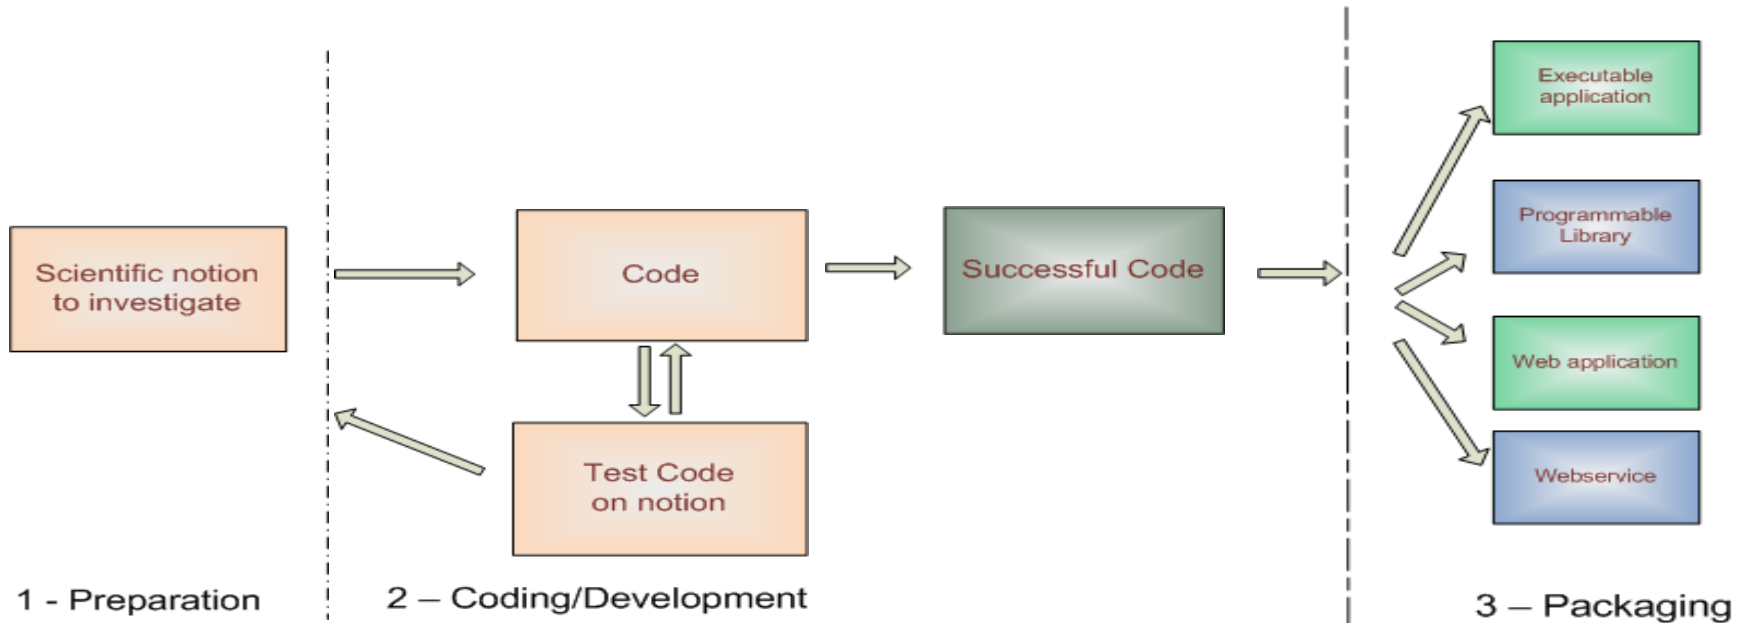 Scientific notion
to investigate
Code
Test Code
on notion
Successful Code
Executable
application
Programmable
Library
Web application
Webservice
1 - Preparation
2 – Coding/Development
3 – Packaging